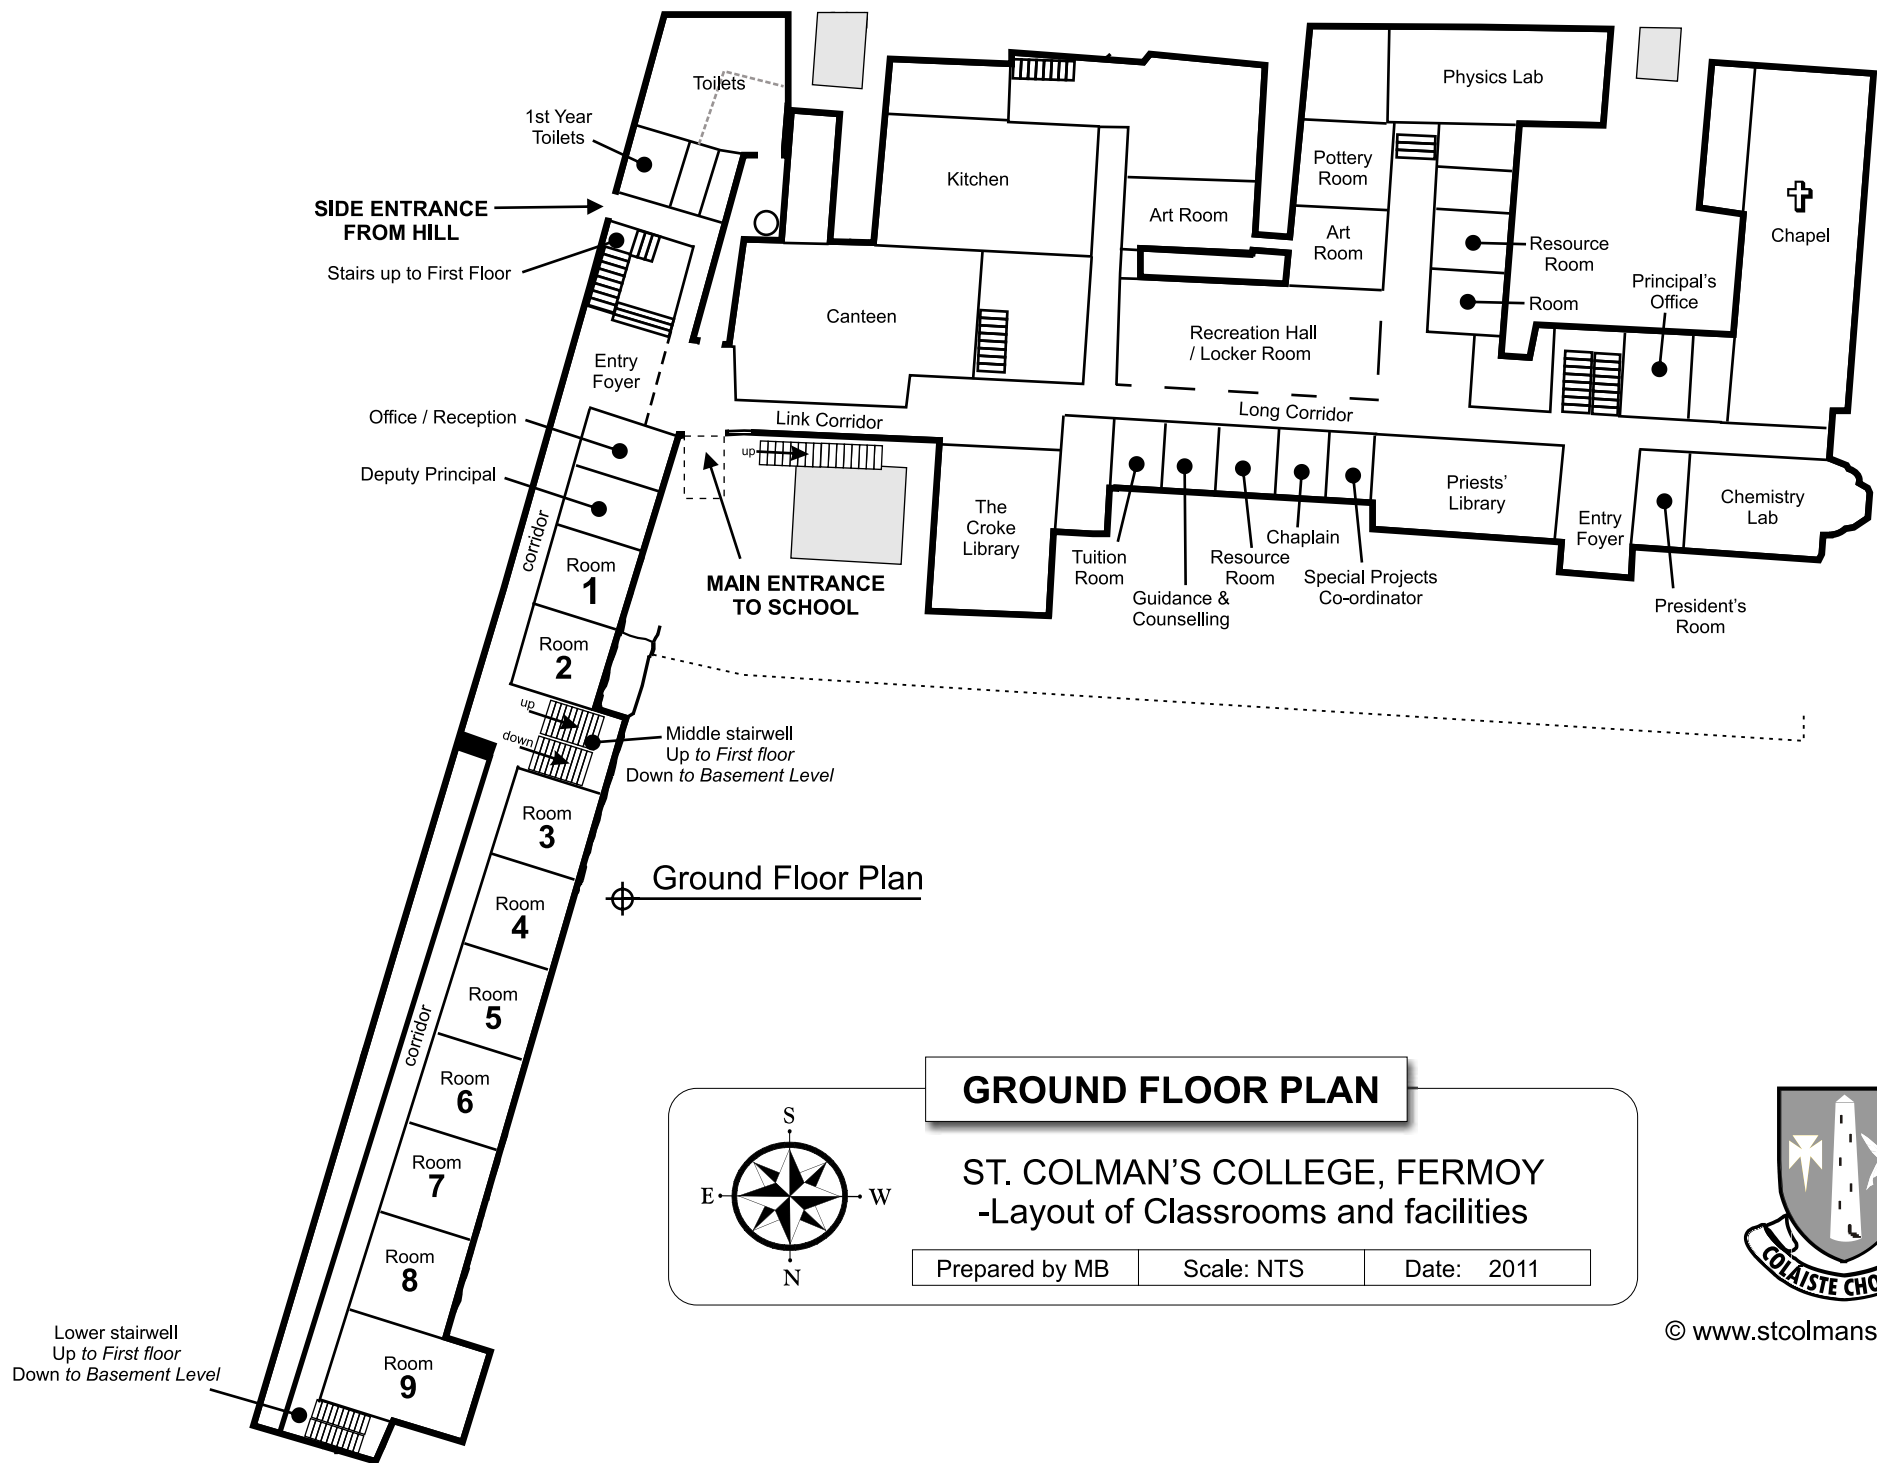 Toilets
1st Year
Toilets
SIDE ENTRANCE
FROM HILL
Stairs up to First Floor
Entry
Foyer
Office / Reception
Deputy Principal
corridor
Room
1
Room
2
up
down
Middle stairwell
Up to First floor
Down to Basement Level
Room
3
Room
4
Room
5
corridor
Room
6
Room
7
Room
8
Room
9
Lower stairwell
Up to First floor
Down to Basement Level
Kitchen
Canteen
Link Corridor
up
MAIN ENTRANCE
TO SCHOOL
The
Croke
Library
Art Room
Recreation Hall
/ Locker Room
Long Corridor
Pottery
Room
Art
Room
Physics Lab
Resource
Room
Room
Principal's
Office
Chapel
Tuition
Room
Guidance &
Counselling
Resource
Room
Chaplain
Special Projects
Co-ordinator
Priests'
Library
Entry
Foyer
President's
Room
Chemistry
Lab
Ground Floor Plan
GROUND FLOOR PLAN
S
E
W
N
ST. COLMAN'S COLLEGE, FERMOY
-Layout of Classrooms and facilities
Prepared by MB
Scale: NTS
Date: 2011
COLÁISTE CHO
© www.stcolmans